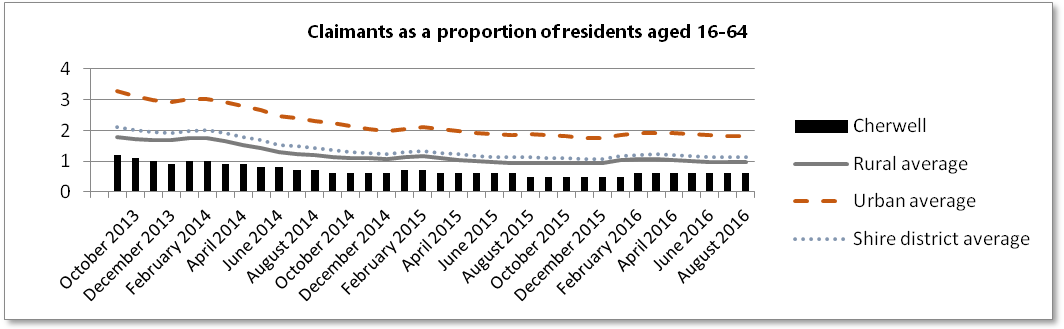 Claimants as a proportion of residents aged 16-64
4
3
2
1
0
October 2013
December 2013
February 2014
April 2014
June 2014
August 2014
October 2014
December 2014
February 2015
April 2015
June 2015
August 2015
October 2015
December 2015
February 2016
April 2016
June 2016
August 2016
Cherwell
Rural average
Urban average
Shire district average